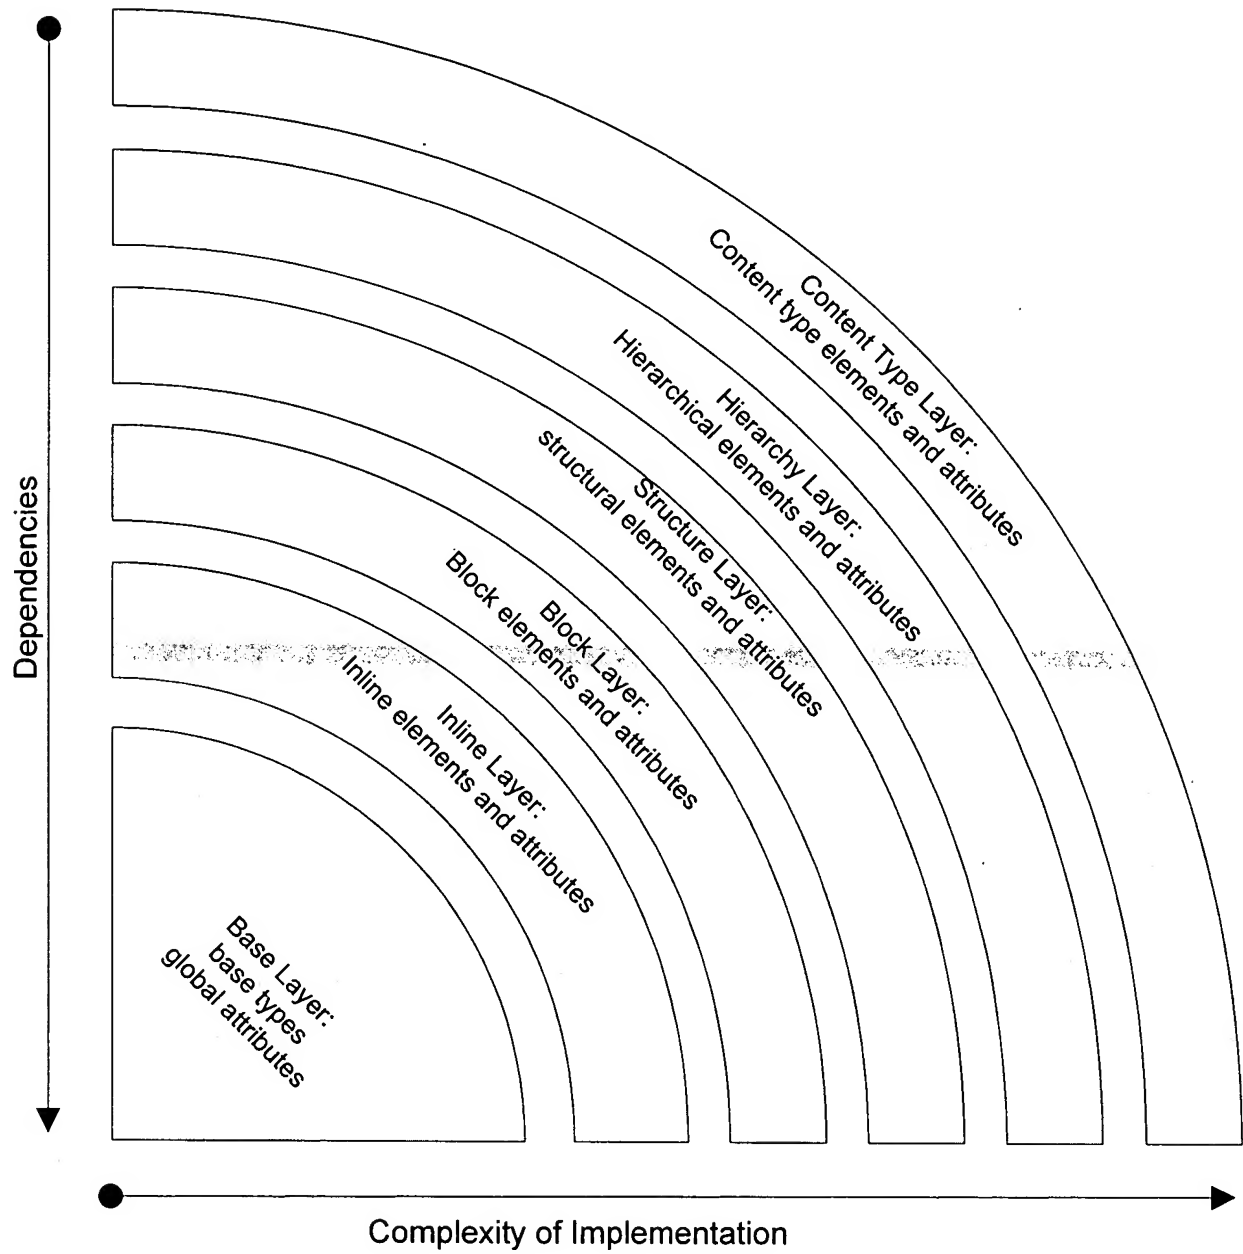 Content Type Layer:
Content type elements and attributes
Hierarchy Layer:
Hierarchical elements and attributes
Structure Layer:
structural elements and attributes
Block Layer:
Block elements and attributes
Inline Layer:
Inline elements and attributes
Base Layer:
base types
global attributes
Dependencies
Complexity of Implementation